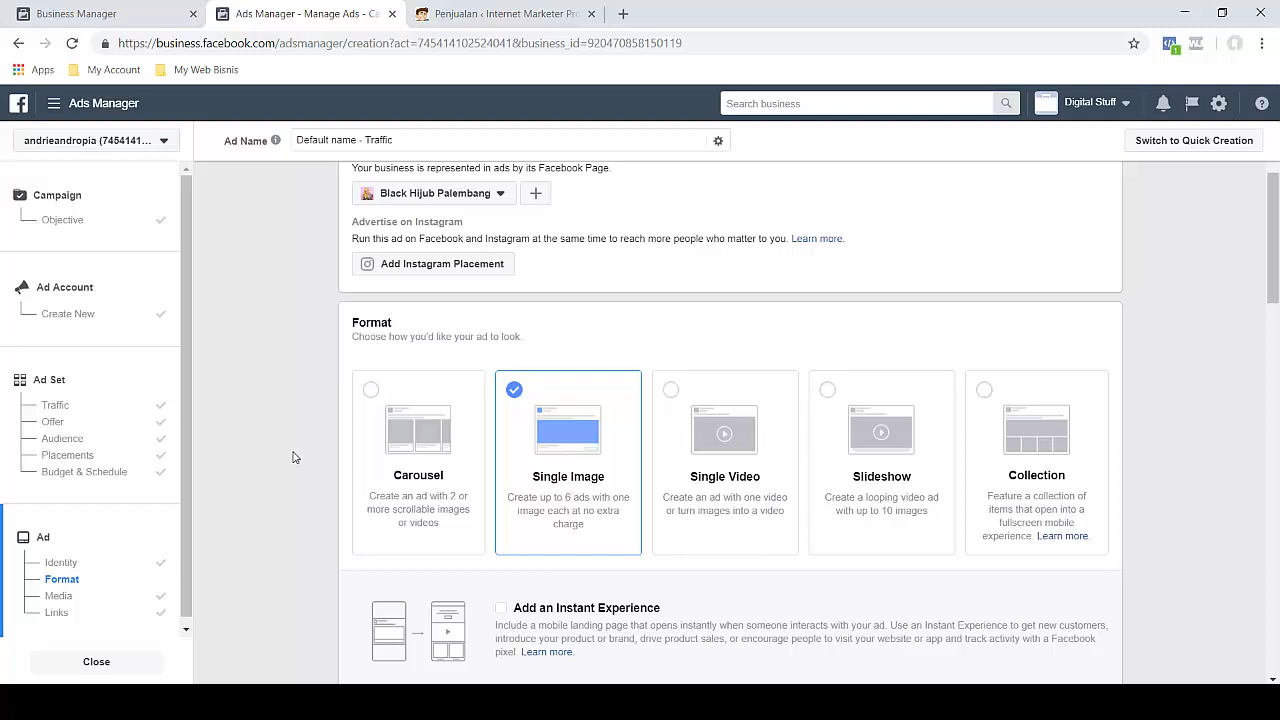 Business Manager
Ads Manager - Manage Ads - Ca
Penjualan ‹ Internet Marketer Pro
https://business.facebook.com/adsmanager/creation?act=745414102524041&business_id=920470858150119
Apps
My Account
My Web Bisnis
Ads Manager
Search business
Digital Stuff
andrieandropia (7454141...
Ad Name
Default name - Traffic
Switch to Quick Creation
Campaign
Objective
Ad Account
Create New
Ad Set
Traffic
Offer
Audience
Placements
Budget & Schedule
Ad
Identity
Format
Media
Links
Close
Your business is represented in ads by its Facebook Page.
Black Hijub Palembang
Advertise on Instagram
Run this ad on Facebook and Instagram at the same time to reach more people who matter to you. Learn more.
Add Instagram Placement
Format
Choose how you'd like your ad to look.
Carousel
Create an ad with 2 or
more scrollable images
or videos
Single Image
Create up to 6 ads with one
image each at no extra
charge
Single Video
Create an ad with one video
or turn images into a video
Slideshow
Create a looping video ad
with up to 10 images
Collection
Feature a collection of
items that open into a
fullscreen mobile
experience. Learn more.
Add an Instant Experience
Include a mobile landing page that opens instantly when someone interacts with your ad. Use an Instant Experience to get new customers,
introduce your product or brand, drive product sales, or encourage people to visit your website or app and track activity with a Facebook
pixel. Learn more.